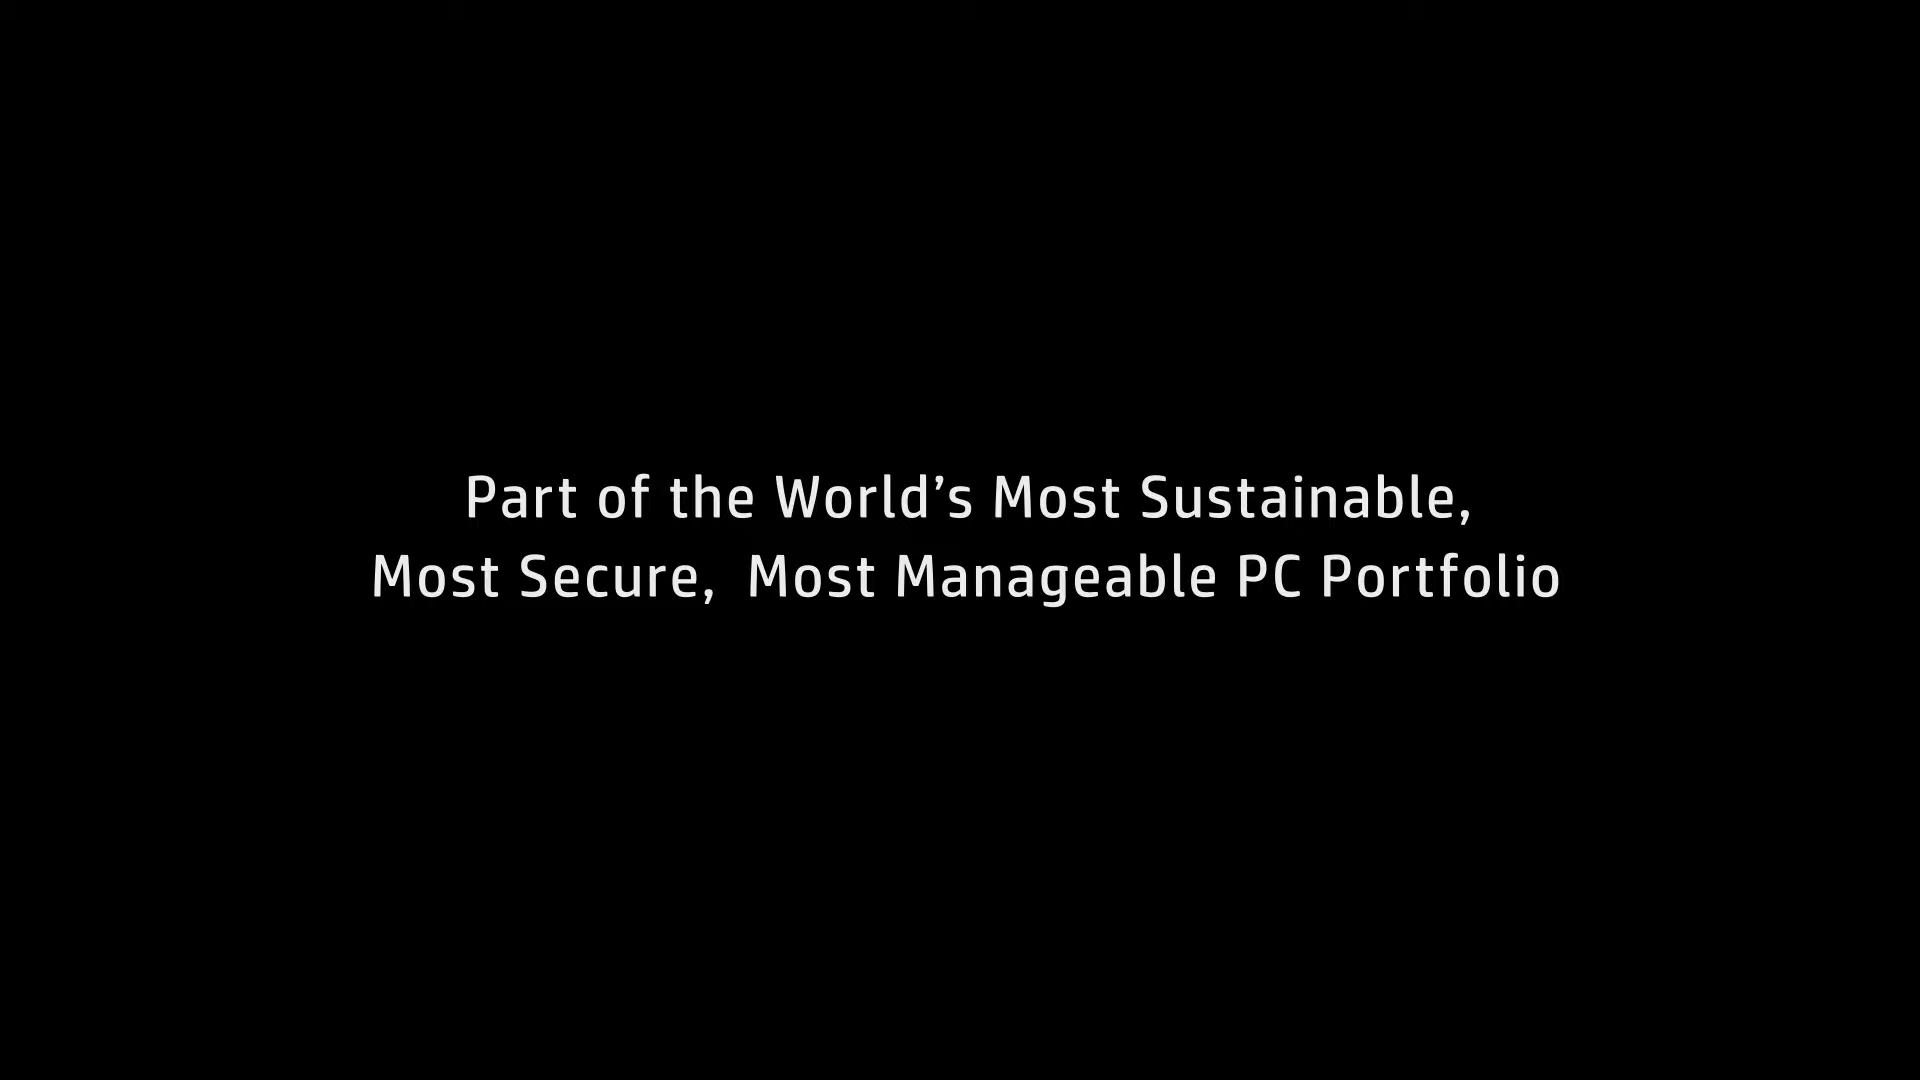 Part of the World’s Most Sustainable,
Most Secure,  Most Manageable PC Portfolio